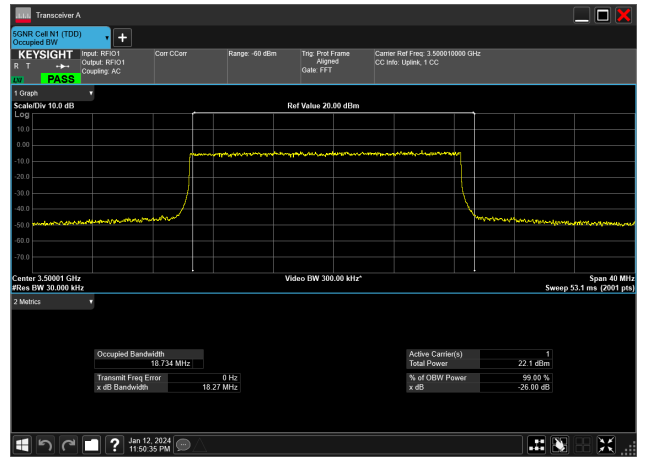 Transceiver A
5GNR Cell N1 (TDD)
Occupied BW
KEYSIGHT
R T
LV
PASS
Input: RFIO1
Output: RFIO1
Coupling: AC
Corr CCorr
Range: -60 dBm
Trig: Prot Frame
Aligned
Gate: FFT
Carrier Ref Freq: 3.500010000 GHz
CC Info: Uplink, 1 CC
1 Graph
Scale/Div 10.0 dB
Ref Value 20.00 dBm
Log
10.0
0.00
-10.0
-20.0
-30.0
-40.0
-50.0
-60.0
-70.0
Center 3.50001 GHz
Video BW 300.00 kHz*
Span 40 MHz
#Res BW 30.000 kHz
Sweep 53.1 ms (2001 pts)
2 Metrics
Occupied Bandwidth
18.734 MHz
Active Carrier(s) 1
Total Power 22.1 dBm
Transmit Freq Error 0 Hz
x dB Bandwidth 18.27 MHz
% of OBW Power 99.00 %
x dB -26.00 dB
Jan 12, 2024
11:50:35 PM